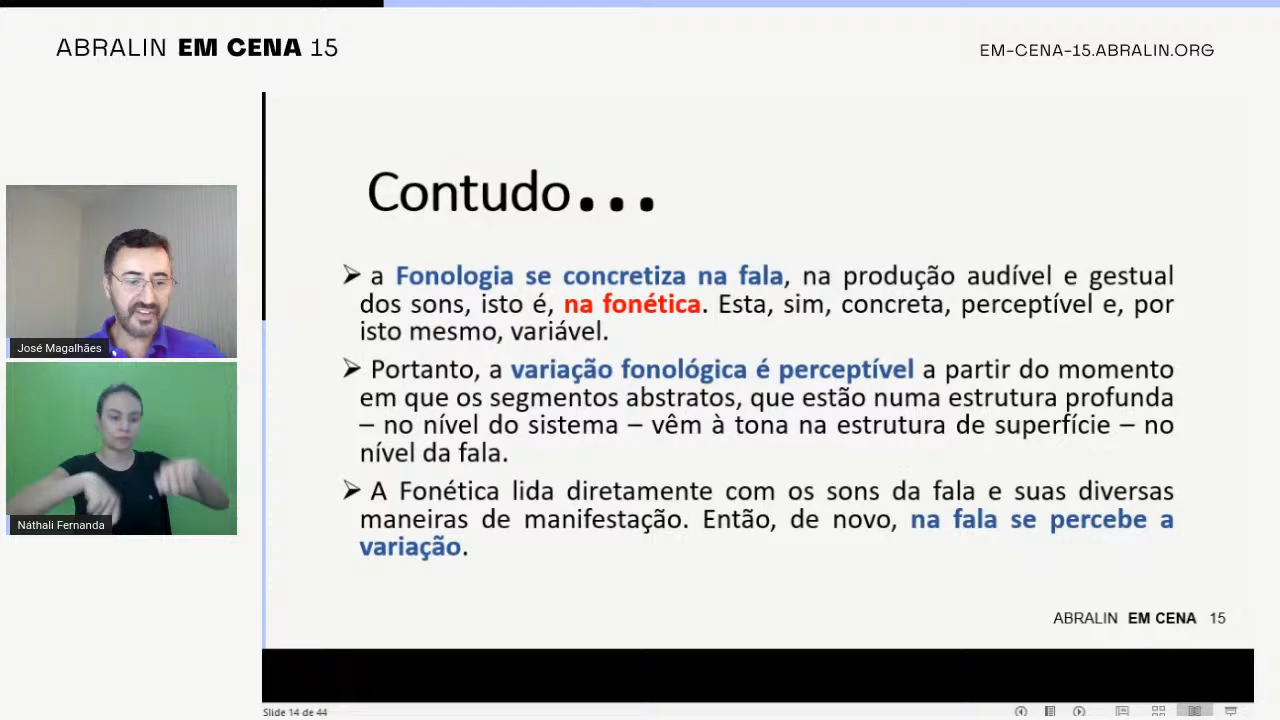 ABRALIN EM CENA 15
EM-CENA-15.ABRALIN.ORG
Contudo...
➢ a Fonologia se concretiza na fala, na produção audível e gestual
dos sons, isto é, na fonética. Esta, sim, concreta, perceptível e, por
isto mesmo, variável.
➢ Portanto, a variação fonológica é perceptível a partir do momento
em que os segmentos abstratos, que estão numa estrutura profunda
– no nível do sistema – vêm à tona na estrutura de superfície – no
nível da fala.
➢ A Fonética lida diretamente com os sons da fala e suas diversas
maneiras de manifestação. Então, de novo, na fala se percebe a
variação.
José Magalhães
Náthali Fernanda
ABRALIN EM CENA 15
Slide 14 de 44